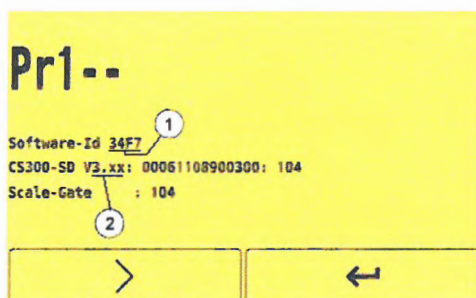 Pr1--
1
Software-Id 34F7
CS300-SD V3.xx: 00061108900300: 104
Scale-Gate : 104
2